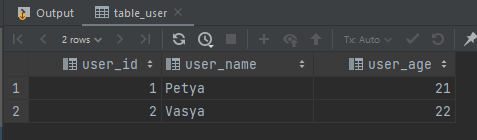 Output table_user
2 rows Tx: Auto
user_id user_name user_age
1 1 Petya 21
2 2 Vasya 22